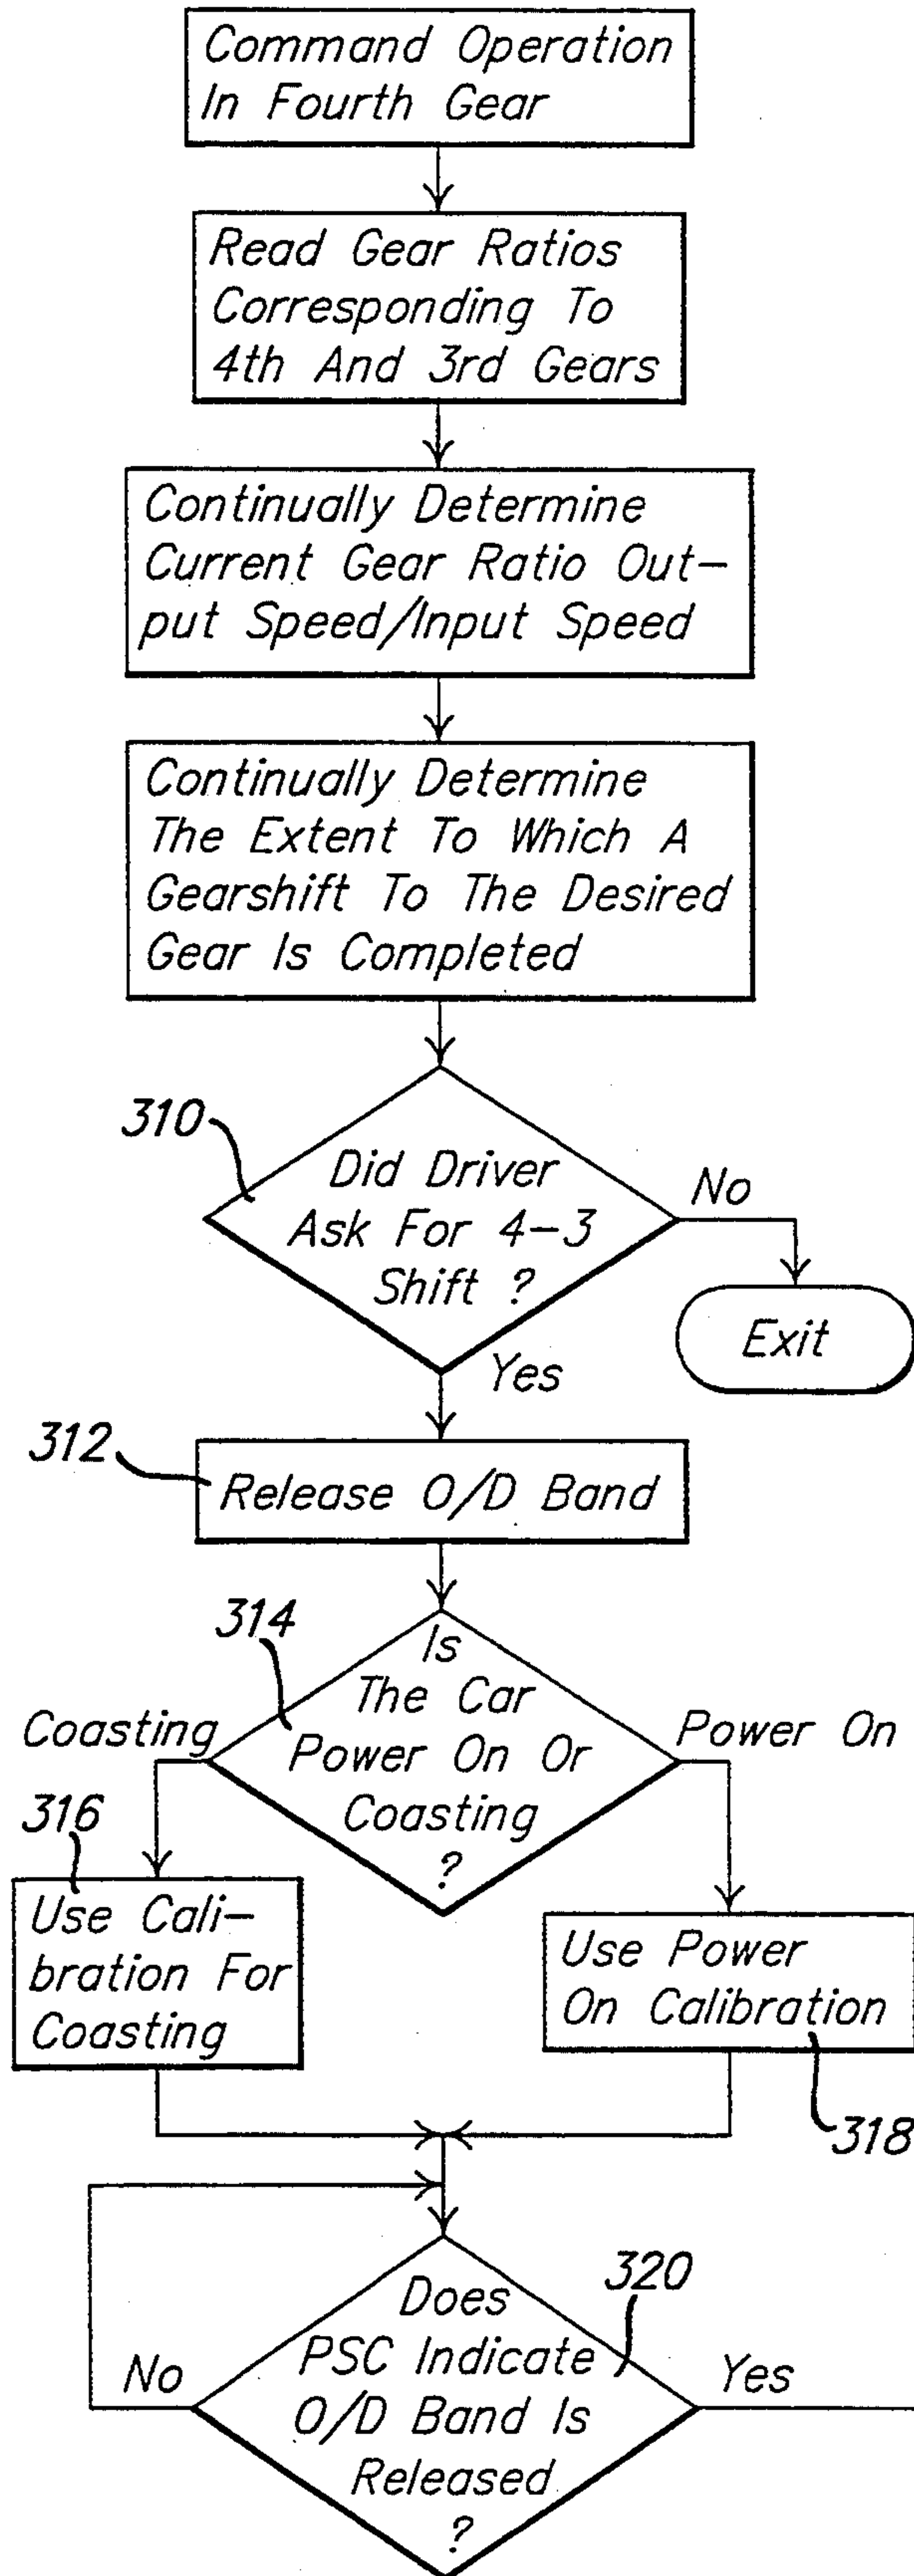 Command Operation
In Fourth Gear
Read Gear Ratios
Corresponding To
4th And 3rd Gears
Continually Determine
Current Gear Ratio Out-
put Speed/Input Speed
Continually Determine
The Extent To Which A
Gearshift To The Desired
Gear Is Completed
310
Did Driver
Ask For 4-3
Shift ?
No
Exit
Yes
312
Release O/D Band
314
Is
The Car
Power On Or
Coasting
?
Coasting
Power On
316
Use Cali-
bration For
Coasting
Use Power
On Calibration
318
320
Does
PSC Indicate
O/D Band Is
Released
?
No
Yes